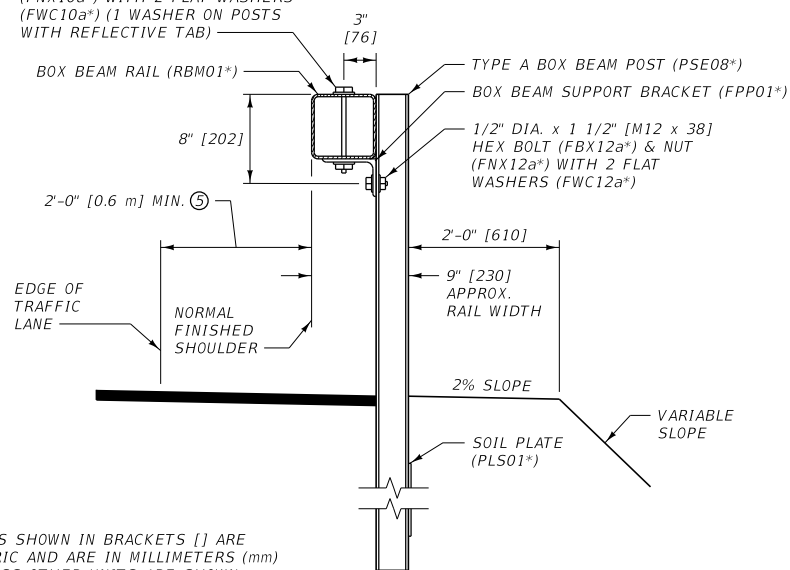 (FWC10a*) (1 WASHER ON POSTS
WITH REFLECTIVE TAB)
3"
[76]
BOX BEAM RAIL (RBM01*)
TYPE A BOX BEAM POST (PSE08*)
BOX BEAM SUPPORT BRACKET (FPP01*)
8" [202]
1/2" DIA. x 1 1/2" [M12 x 38]
HEX BOLT (FBX12a*) & NUT
(FNX12a*) WITH 2 FLAT
WASHERS (FWC12a*)
2'-0" [0.6 m] MIN. 5
2'-0" [610]
9" [230]
APPROX.
RAIL WIDTH
EDGE OF
TRAFFIC
LANE
NORMAL
FINISHED
SHOULDER
2% SLOPE
VARIABLE
SLOPE
SOIL PLATE
(PLS01*)
S SHOWN IN BRACKETS [] ARE
RIC AND ARE IN MILLIMETERS (mm)